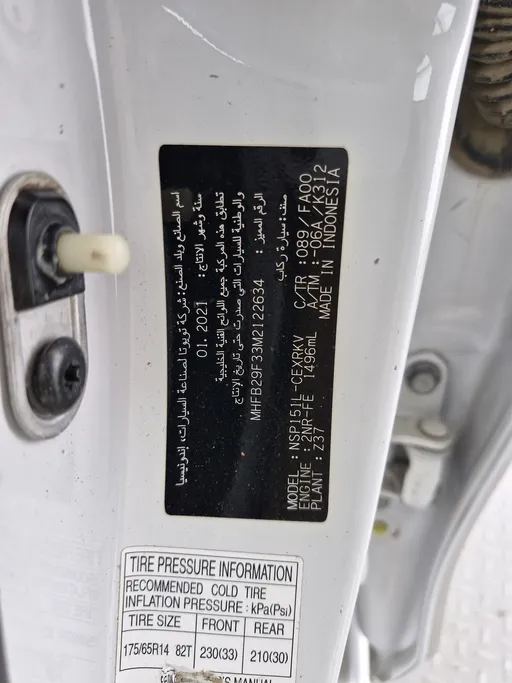 اسم الصانع وبلد الصنع: شركة تويوتا لصناعة السيارات، إندونيسيا
سنة وشهر الإنتاج: 01.2021
تطابق هذه المركبة جميع اللوائح الفنية الخليجية
والوطنية للسيارات التي صدرت حتى تاريخ الإنتاج
الرقم المميز: MHFB29F33M2122634
صنف: سيارة ركاب
MODEL : NSP151L-CEXRKV
ENGINE : 2NR-FE 1496mL
PLANT : Z37
C/TR : 089 / FA00
A/TM : -06A / K312
MADE IN INDONESIA
TIRE PRESSURE INFORMATION
RECOMMENDED COLD TIRE
INFLATION PRESSURE : kPa(Psi)
TIRE SIZE FRONT REAR
175/65R14 82T 230(33) 210(30)
MANUAL